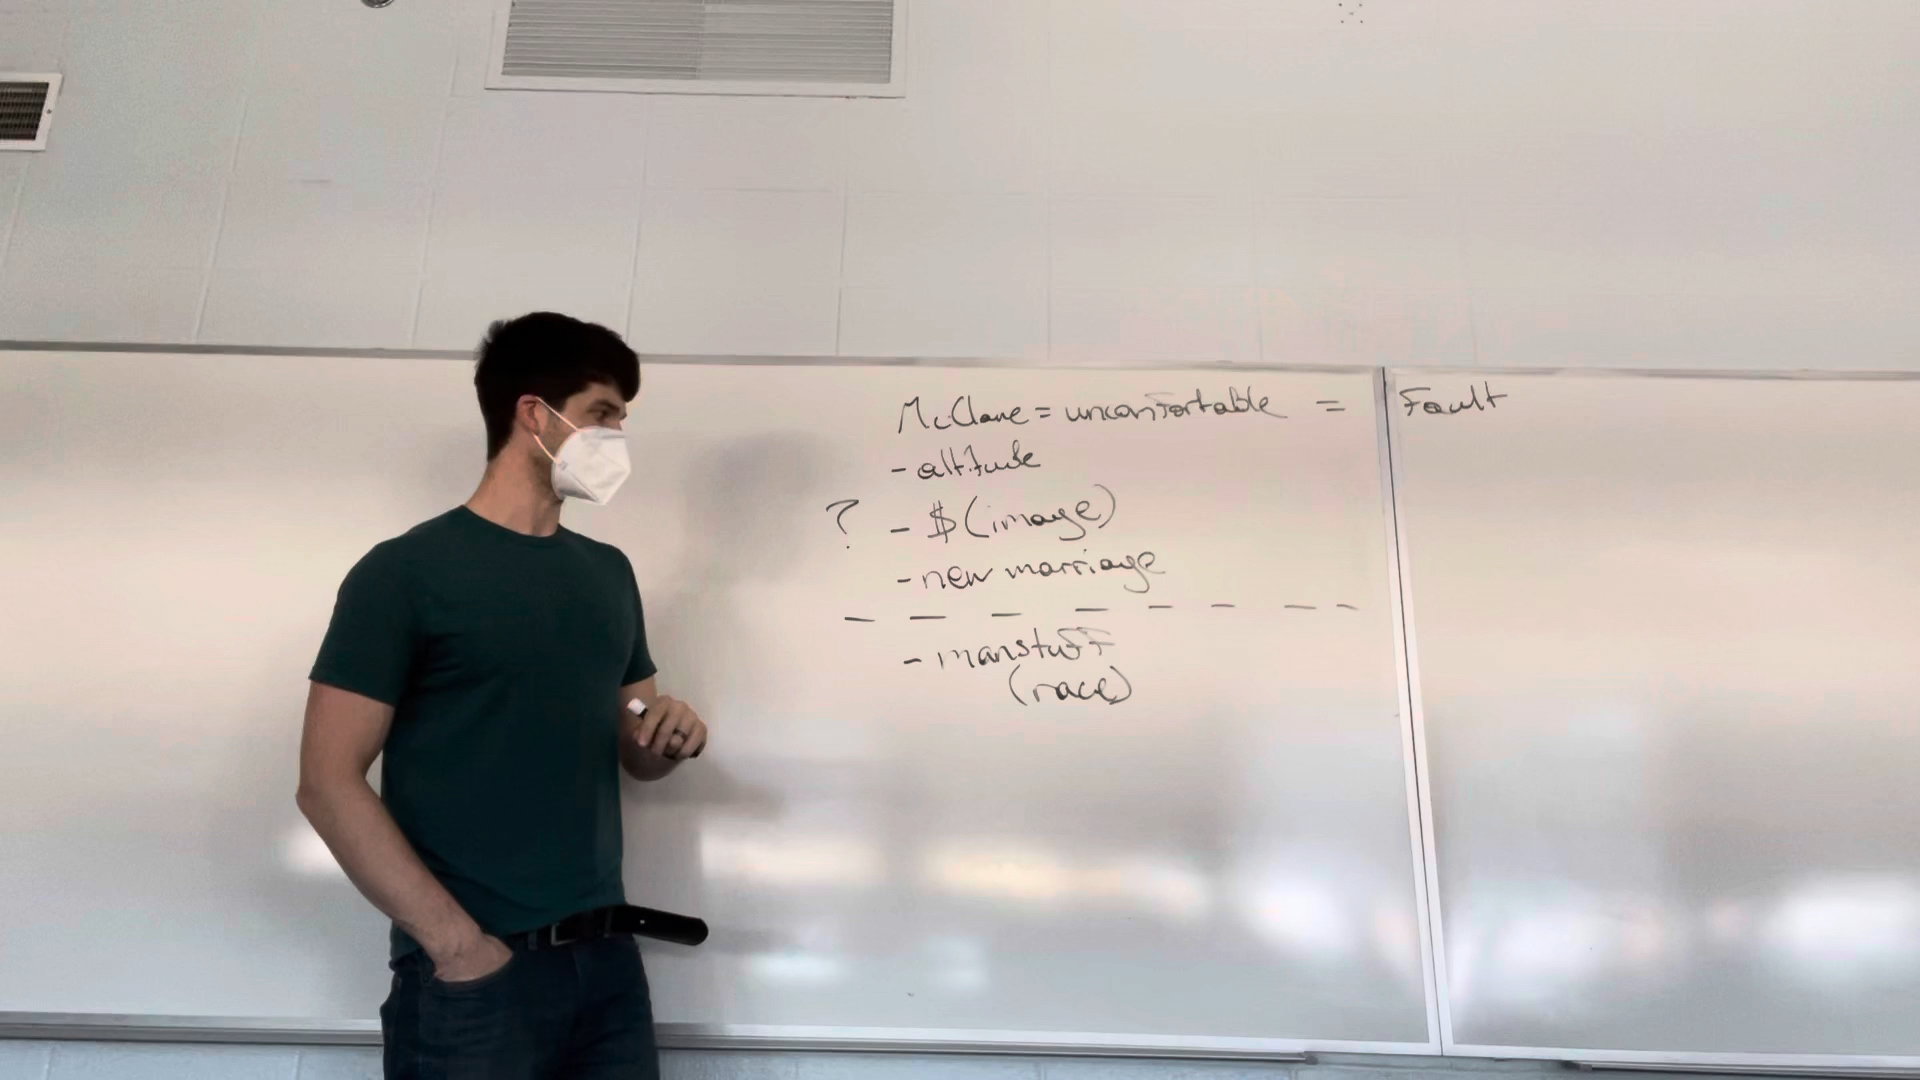 McClane = uncomfortable = Fault
- altitude
? - $ (image)
- new marriage
- manstuff
(race)